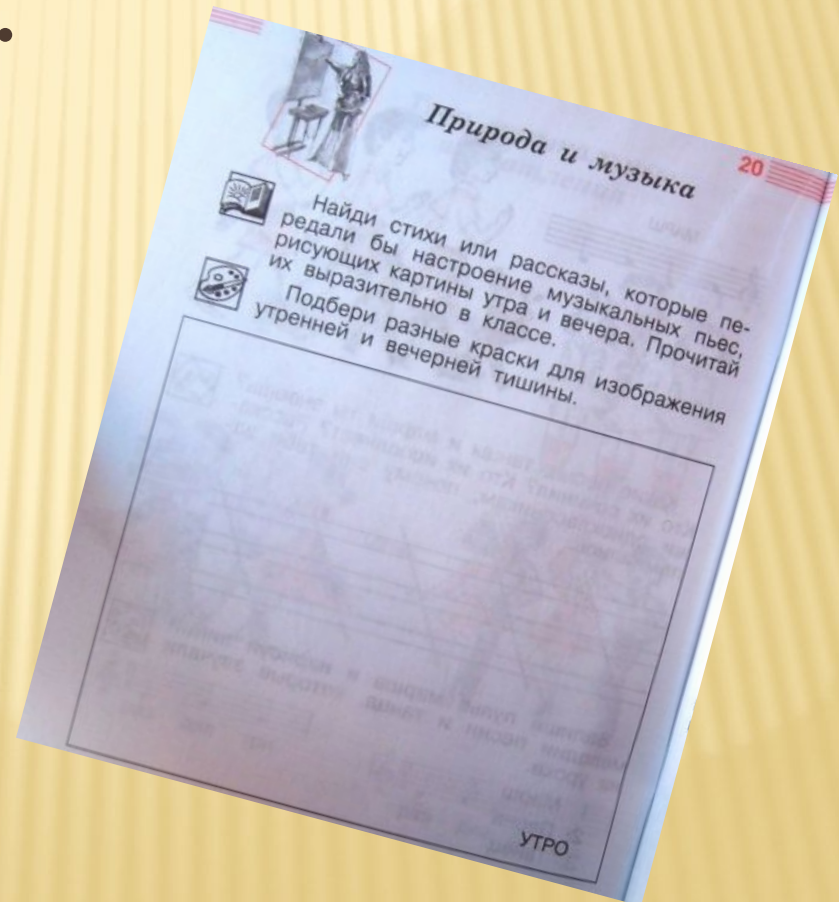 Природа и музыка
20
Найди стихи или рассказы, которые пе-
редали бы настроение музыкальных пьес,
рисующих картины утра и вечера. Прочитай
их выразительно в классе.
Подбери разные краски для изображения
утренней и вечерней тишины.
УТРО